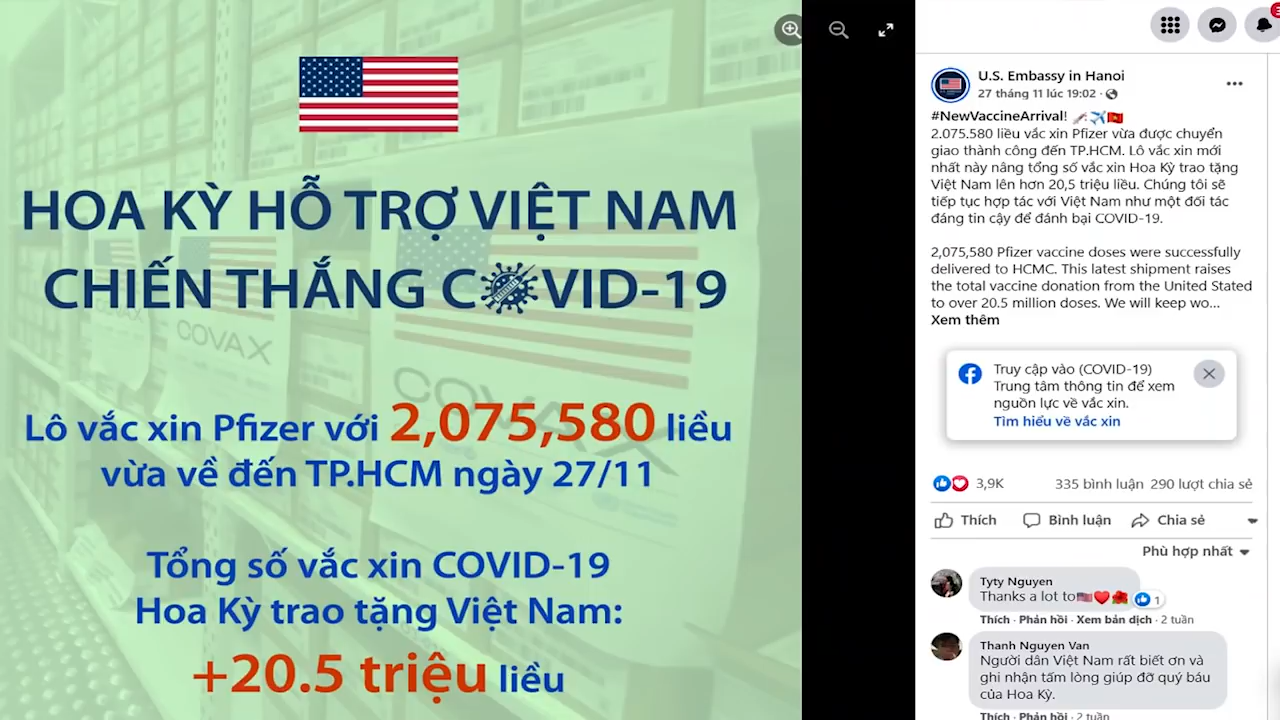 HOA KỲ HỖ TRỢ VIỆT NAM
CHIẾN THẮNG COVID-19
COVAX
COVAX
Lô vắc xin Pfizer với 2,075,580 liều
vừa về đến TP.HCM ngày 27/11
Tổng số vắc xin COVID-19
Hoa Kỳ trao tặng Việt Nam:
+20.5 triệu liều
U.S. Embassy in Hanoi
27 tháng 11 lúc 19:02 ·
#NewVaccineArrival!
2.075.580 liều vắc xin Pfizer vừa được chuyển
giao thành công đến TP.HCM. Lô vắc xin mới
nhất này nâng tổng số vắc xin Hoa Kỳ trao tặng
Việt Nam lên hơn 20,5 triệu liều. Chúng tôi sẽ
tiếp tục hợp tác với Việt Nam như một đối tác
đáng tin cậy để đánh bại COVID-19.
2,075,580 Pfizer vaccine doses were successfully
delivered to HCMC. This latest shipment raises
the total vaccine donation from the United Stated
to over 20.5 million doses. We will keep wo...
Xem thêm
Truy cập vào (COVID-19)
Trung tâm thông tin để xem
nguồn lực về vắc xin.
Tìm hiểu về vắc xin
3,9K 335 bình luận 290 lượt chia sẻ
Thích Bình luận Chia sẻ
Phù hợp nhất
Tyty Nguyen
Thanks a lot to🇺🇸❤️🌹 1
Thích · Phản hồi · Xem bản dịch · 2 tuần
Thanh Nguyen Van
Người dân Việt Nam rất biết ơn và
ghi nhận tấm lòng giúp đỡ quý báu
của Hoa Kỳ.
Thích · Phản hồi · 2 tuần